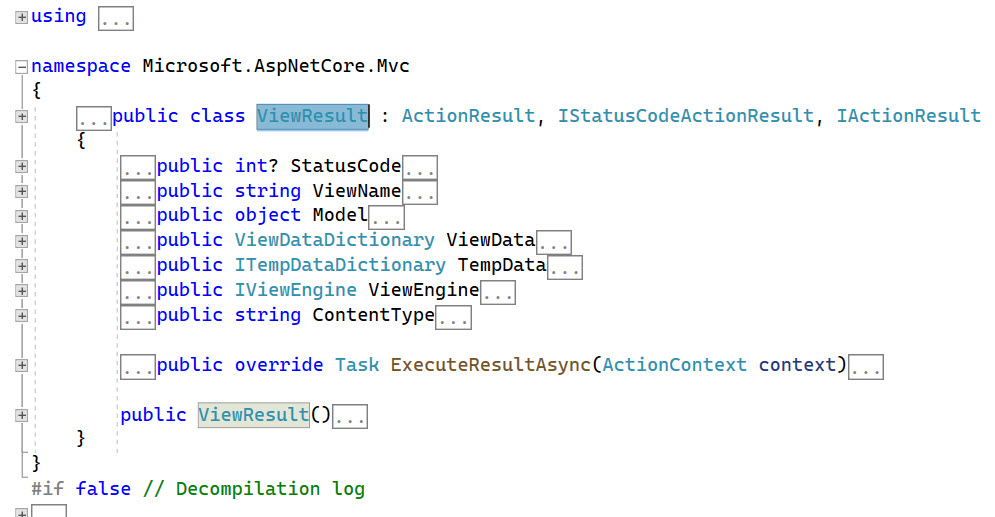 using ...
namespace Microsoft.AspNetCore.Mvc
{
...public class ViewResult : ActionResult, IStatusCodeActionResult, IActionResult
{
...public int? StatusCode...
...public string ViewName...
...public object Model...
...public ViewDataDictionary ViewData...
...public ITempDataDictionary TempData...
...public IViewEngine ViewEngine...
...public string ContentType...
...public override Task ExecuteResultAsync(ActionContext context)...
public ViewResult()...
}
}
#if false // Decompilation log